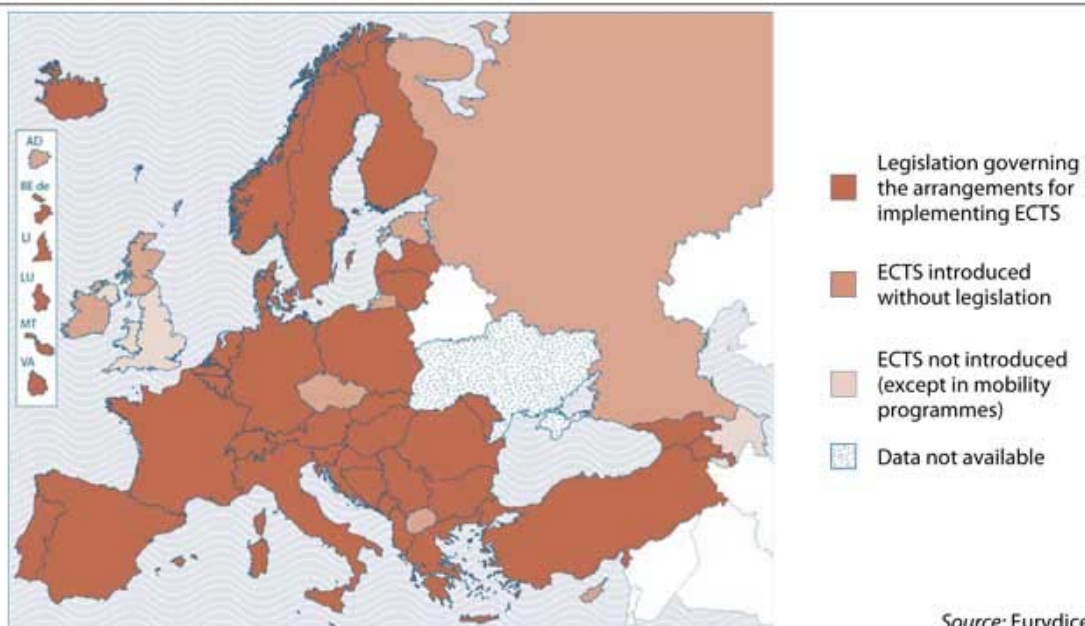 AD
BE de
LI
LU
MT
VA
Legislation governing
the arrangements for
implementing ECTS
ECTS introduced
without legislation
ECTS not introduced
(except in mobility
programmes)
Data not available
Source: Eurydice